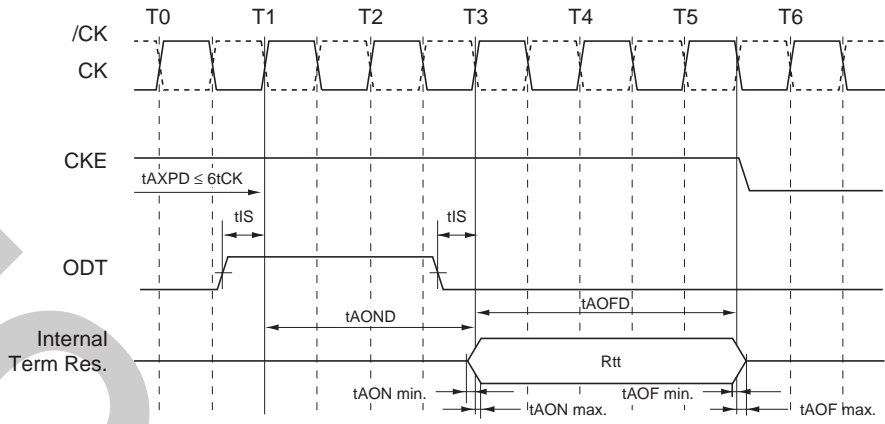 T0 T1 T2 T3 T4 T5 T6
/CK
CK
CKE
tAXPD ≤ 6tCK
tIS tIS
ODT
tAOND tAOFD
Internal
Term Res.
Rtt
tAON min. tAOF min.
tAON max. tAOF max.